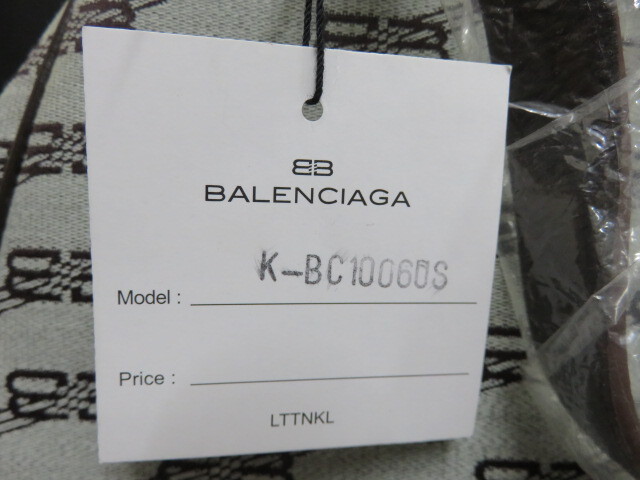 BB
BALENCIAGA
K-BC10060S
Model :
Price :
LTTNKL